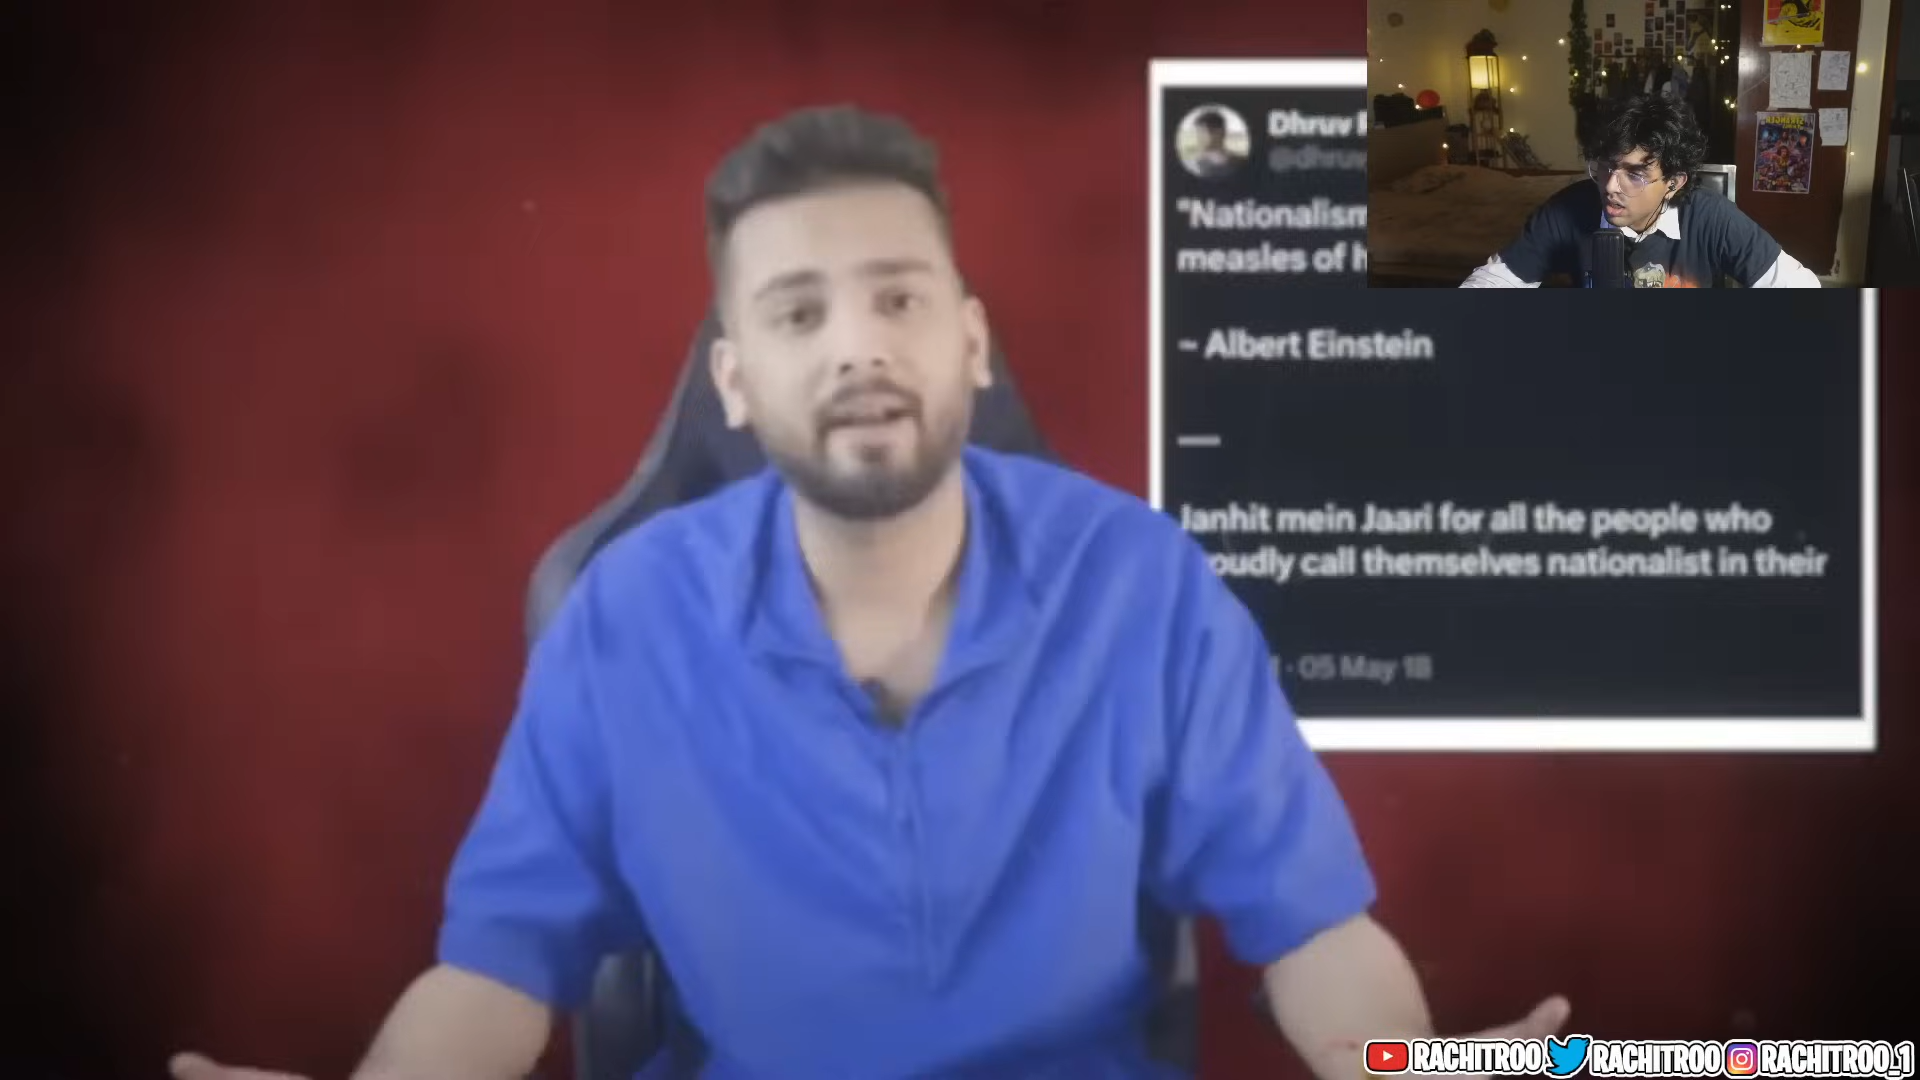 Dhruv
"Nationalism
measles of
~ Albert Einstein
—
Janhit mein Jaari for all the people who
call themselves nationalist in their
· 05 May 18
RACHITROO RACHITROO RACHITROO_1